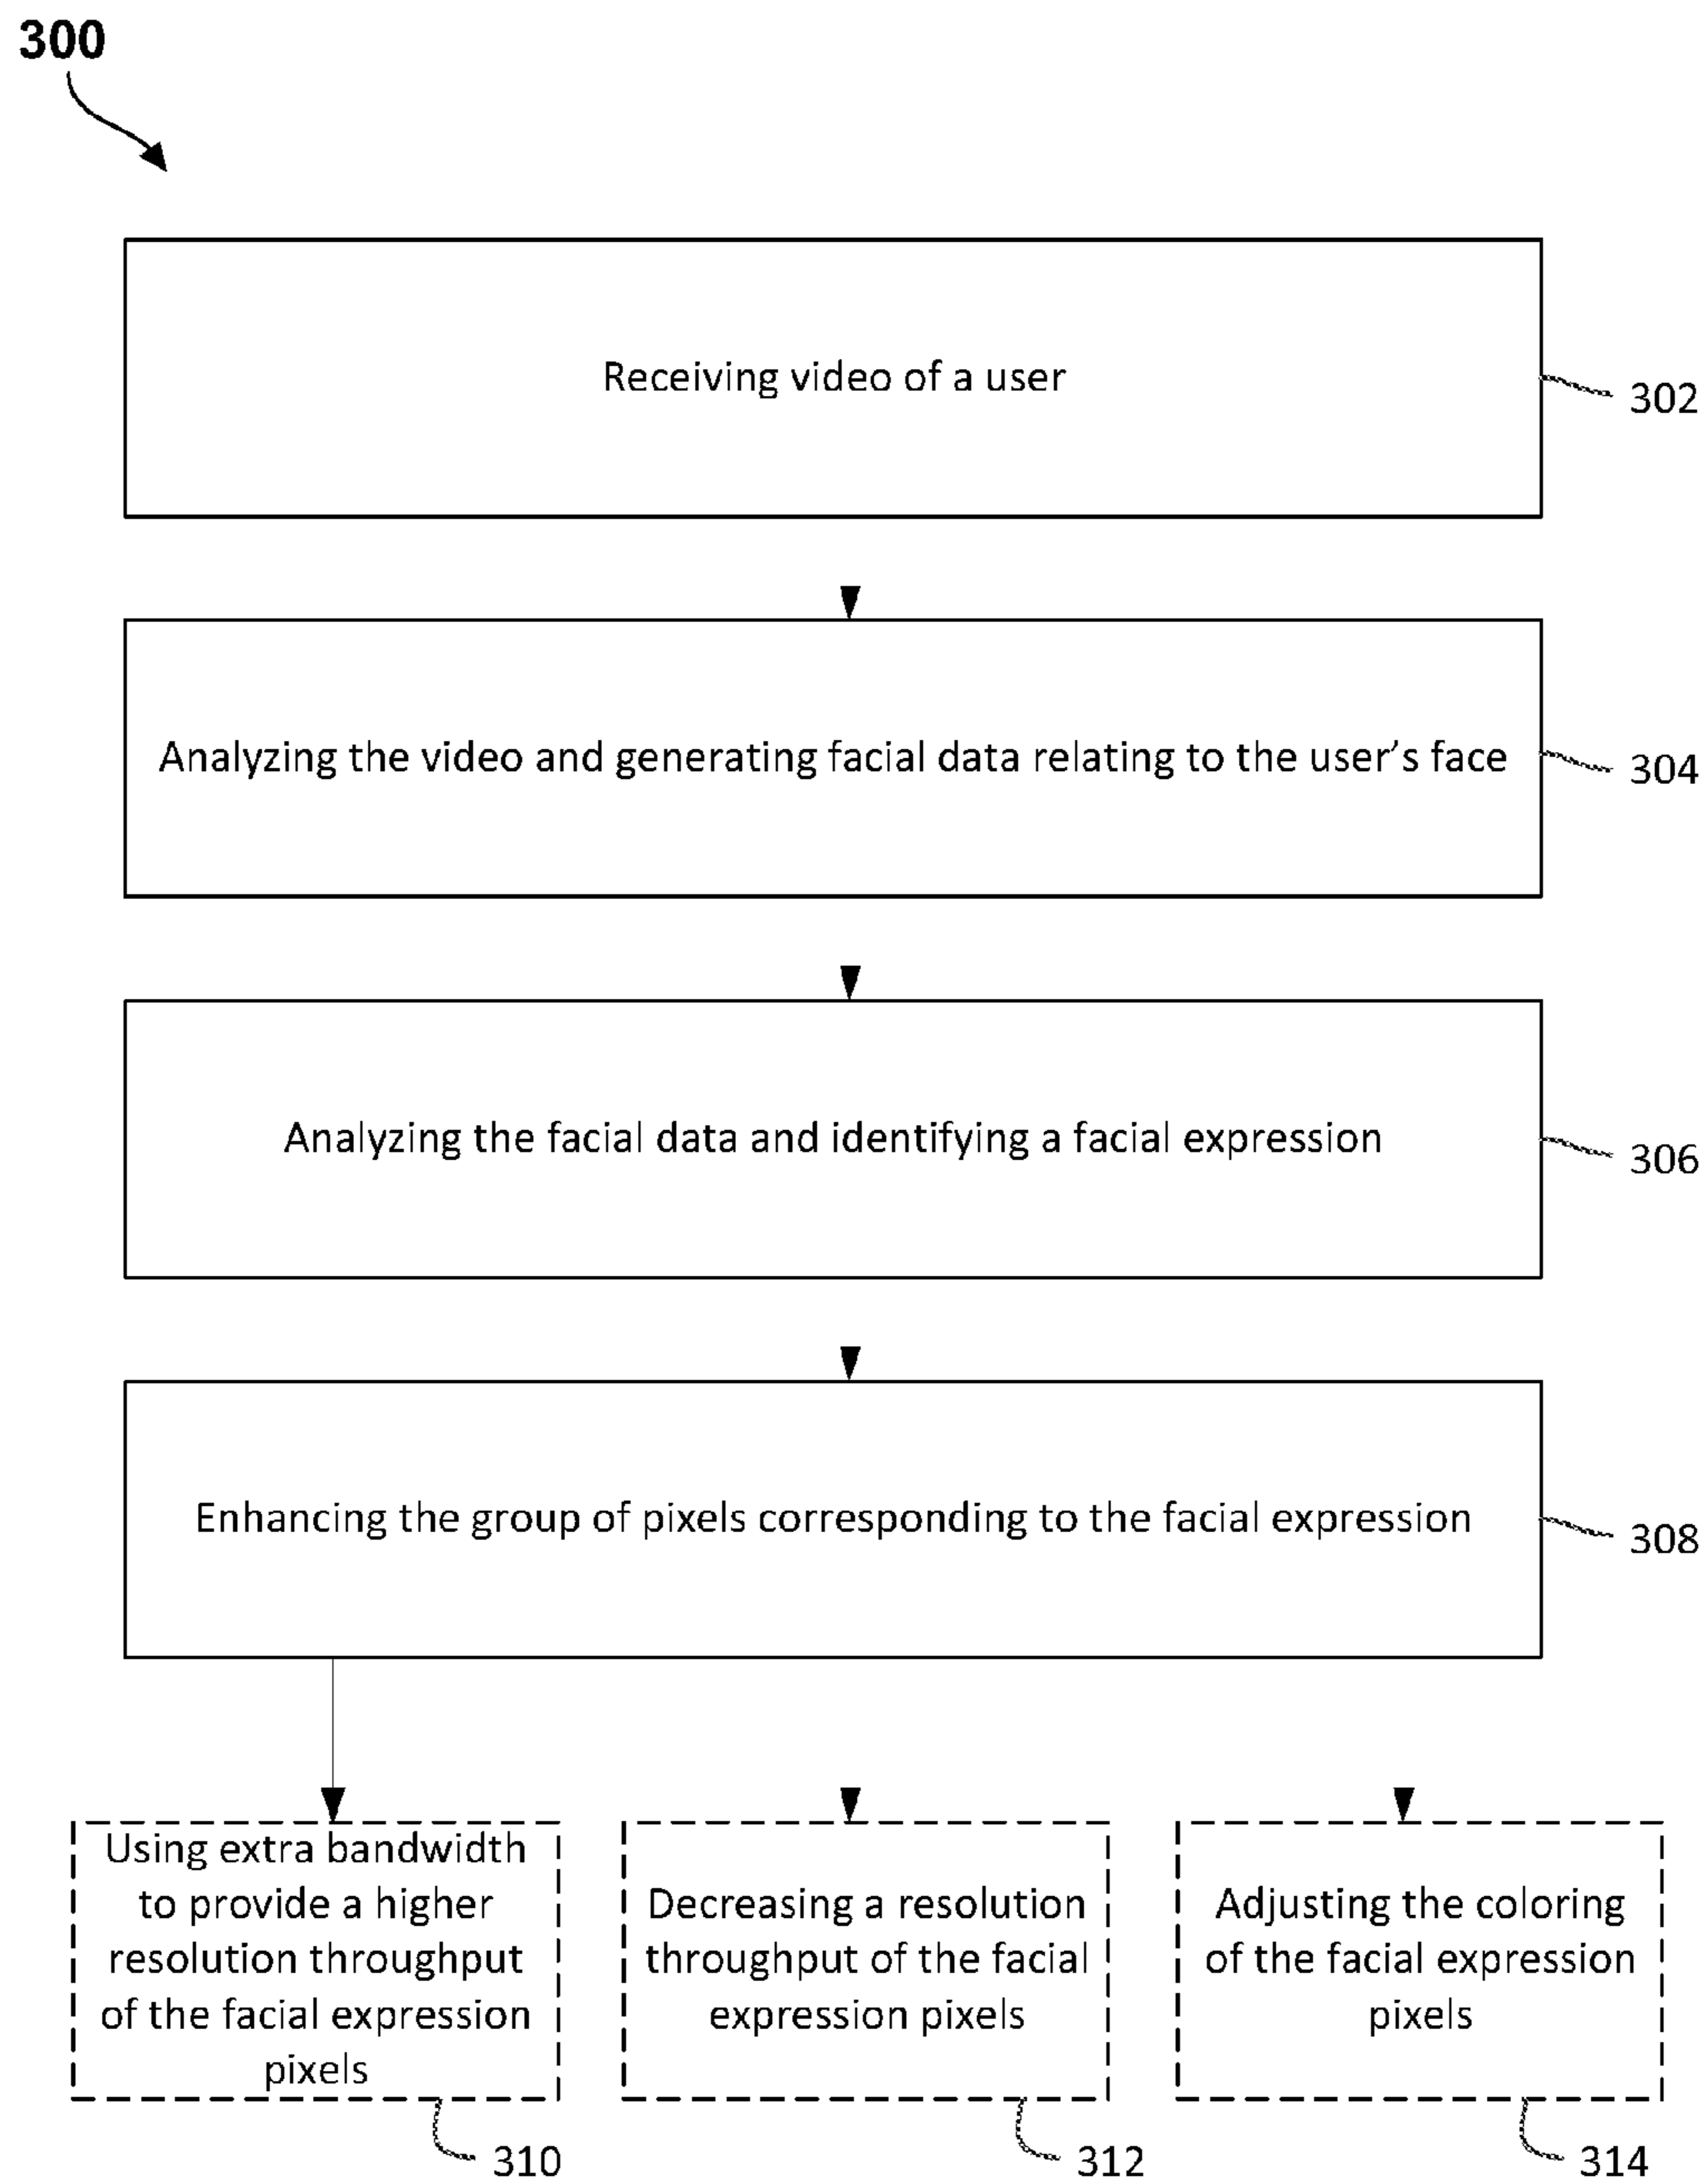 300
Receiving video of a user
302
Analyzing the video and generating facial data relating to the user’s face
304
Analyzing the facial data and identifying a facial expression
306
Enhancing the group of pixels corresponding to the facial expression
308
Using extra bandwidth
to provide a higher
resolution throughput
of the facial expression
pixels
310
Decreasing a resolution
throughput of the facial
expression pixels
312
Adjusting the coloring
of the facial expression
pixels
314